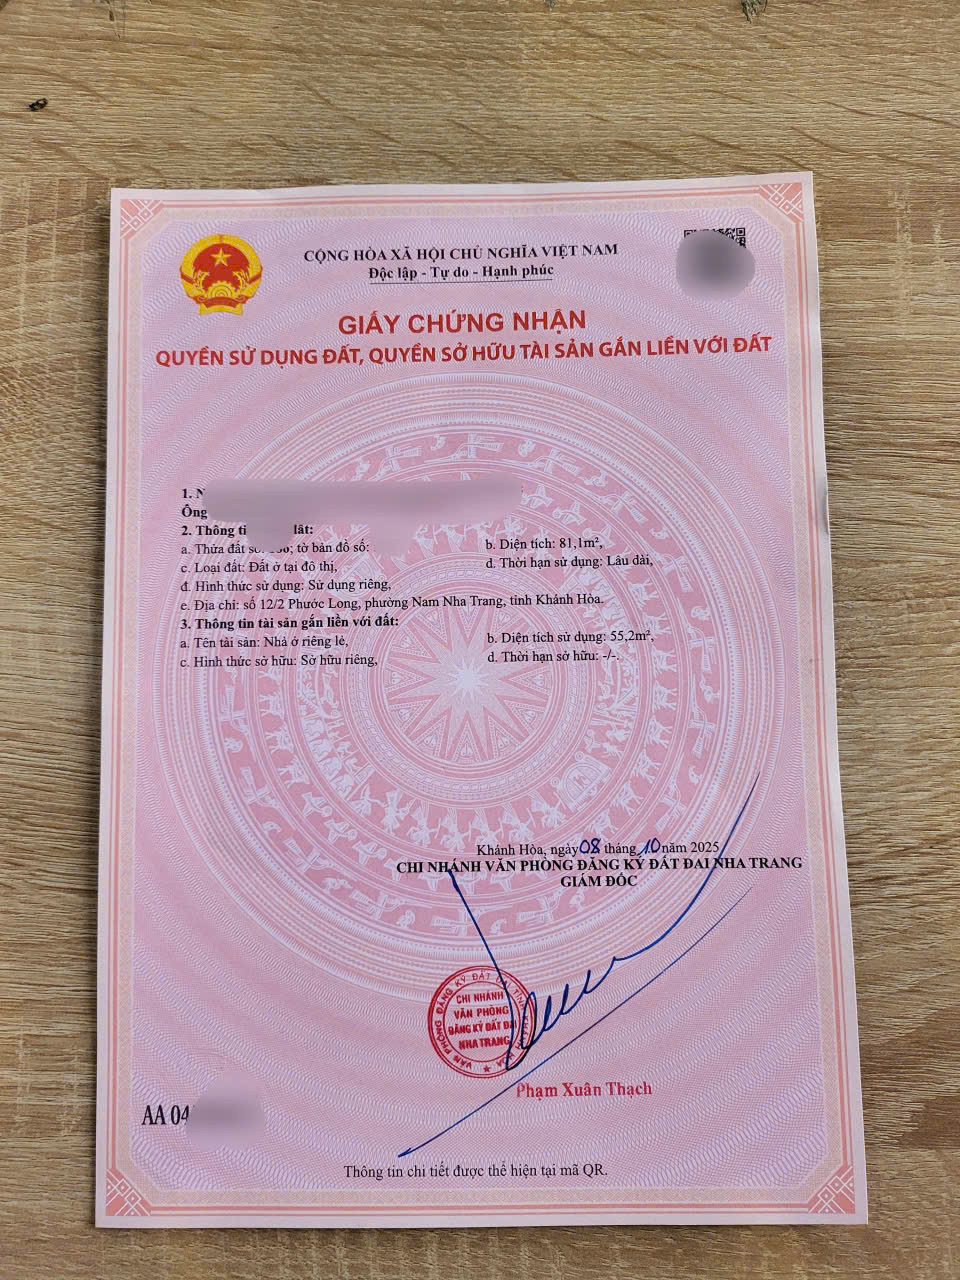 CỘNG HÒA XÃ HỘI CHỦ NGHĨA VIỆT NAM
Độc lập - Tự do - Hạnh phúc
GIẤY CHỨNG NHẬN
QUYỀN SỬ DỤNG ĐẤT, QUYỀN SỞ HỮU TÀI SẢN GẮN LIỀN VỚI ĐẤT
1. N
Ông
2. Thông ti
a. Thửa đất số: tờ bản đồ số: b. Diện tích: 81,1m²,
c. Loại đất: Đất ở tại đô thị, d. Thời hạn sử dụng: Lâu dài,
đ. Hình thức sử dụng: Sử dụng riêng,
e. Địa chỉ: số 12/2 Phước Long, phường Nam Nha Trang, tỉnh Khánh Hòa.
3. Thông tin tài sản gắn liền với đất:
a. Tên tài sản: Nhà ở riêng lẻ, b. Diện tích sử dụng: 55,2m²,
c. Hình thức sở hữu: Sở hữu riêng, d. Thời hạn sở hữu: -/-.
Khánh Hòa, ngày 08 tháng 10 năm 2025
CHI NHÁNH VĂN PHÒNG ĐĂNG KÝ ĐẤT ĐAI NHA TRANG
GIÁM ĐỐC
VĂN PHÒNG ĐĂNG KÝ ĐẤT ĐAI TỈNH KHÁNH HÒA
CHI NHÁNH
VĂN PHÒNG
ĐĂNG KÝ ĐẤT ĐAI
NHA TRANG
Phạm Xuân Thạch
AA 04
Thông tin chi tiết được thể hiện tại mã QR.